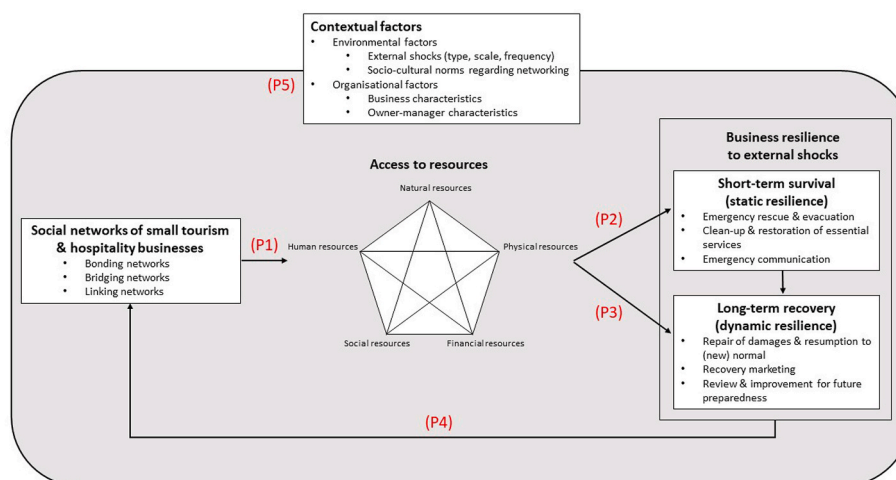 Contextual factors
• Environmental factors
• External shocks (type, scale, frequency)
• Socio-cultural norms regarding networking
• Organisational factors
• Business characteristics
• Owner-manager characteristics
(P5)
Business resilience
to external shocks
Access to resources
Natural resources
Human resources
Physical resources
Social resources
Financial resources
Social networks of small tourism
& hospitality businesses
• Bonding networks
• Bridging networks
• Linking networks
(P1)
(P2)
(P3)
Short-term survival
(static resilience)
• Emergency rescue & evacuation
• Clean-up & restoration of essential
services
• Emergency communication
Long-term recovery
(dynamic resilience)
• Repair of damages & resumption to
(new) normal
• Recovery marketing
• Review & improvement for future
preparedness
(P4)